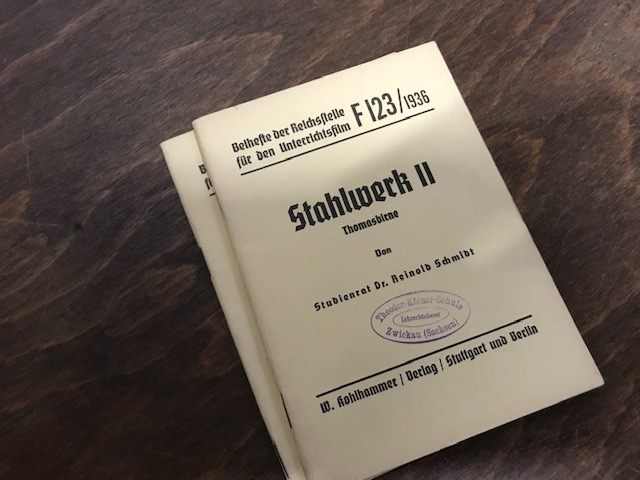 Beihefte der Reichsstelle
für den Unterrichtsfilm F 123/1936
Stahlwerk II
Thomasbirne
Von
Studienrat Dr. Reinold Schmidt
Theodor-Körner-Schule
Lehrerbücherei
Zwickau (Sachsen)
W. Kohlhammer / Verlag / Stuttgart und Berlin